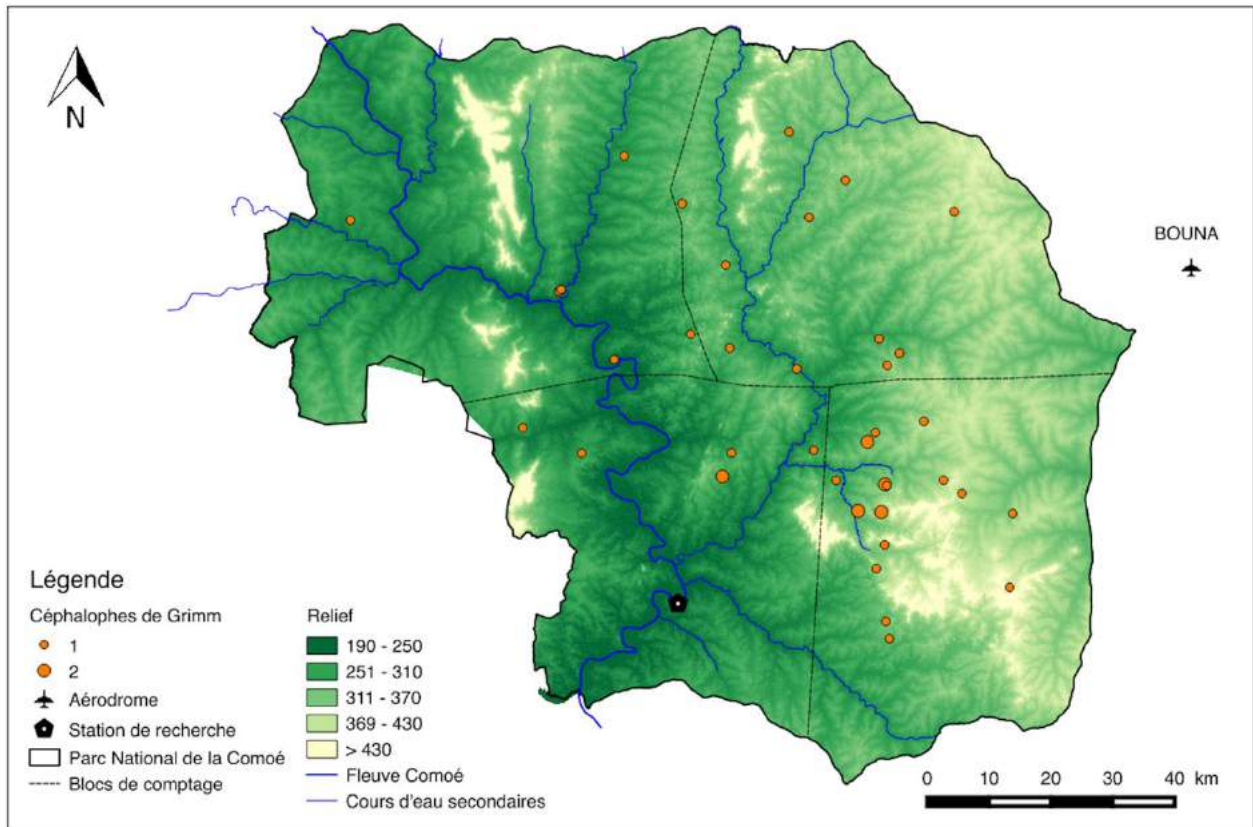 N
BOUNA
Légende
Céphalophes de Grimm
1
2
Aérodrome
Station de recherche
Parc National de la Comoé
Blocs de comptage
Relief
190 - 250
251 - 310
311 - 370
369 - 430
> 430
Fleuve Comoé
Cours d'eau secondaires
0 10 20 30 40 km